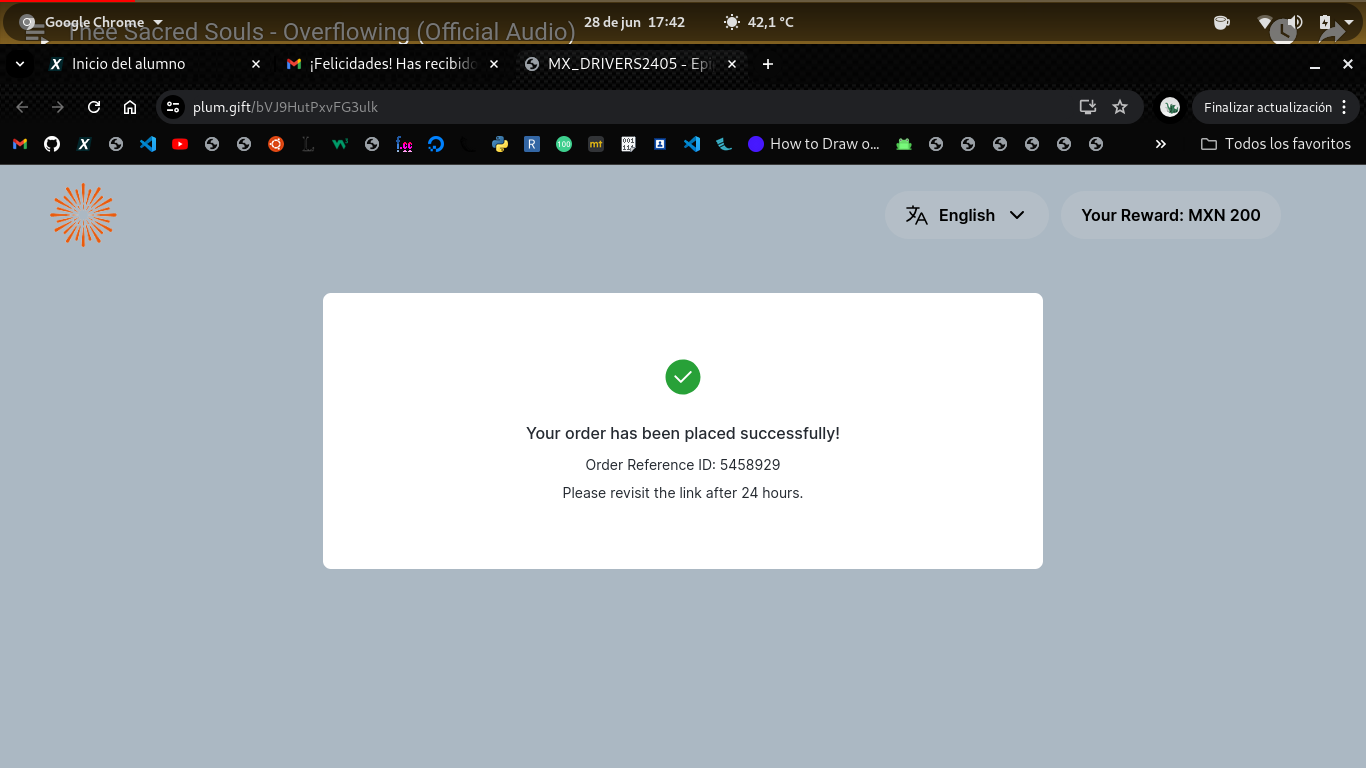 Google Chrome
28 de jun 17:42
42,1 °C
Thee Sacred Souls - Overflowing (Official Audio)
Inicio del alumno
¡Felicidades! Has recibido
MX_DRIVERS2405 - Epi
plum.gift/bVJ9HutPxvFG3ulk
Finalizar actualización
How to Draw o...
Todos los favoritos
English
Your Reward: MXN 200
Your order has been placed successfully!
Order Reference ID: 5458929
Please revisit the link after 24 hours.